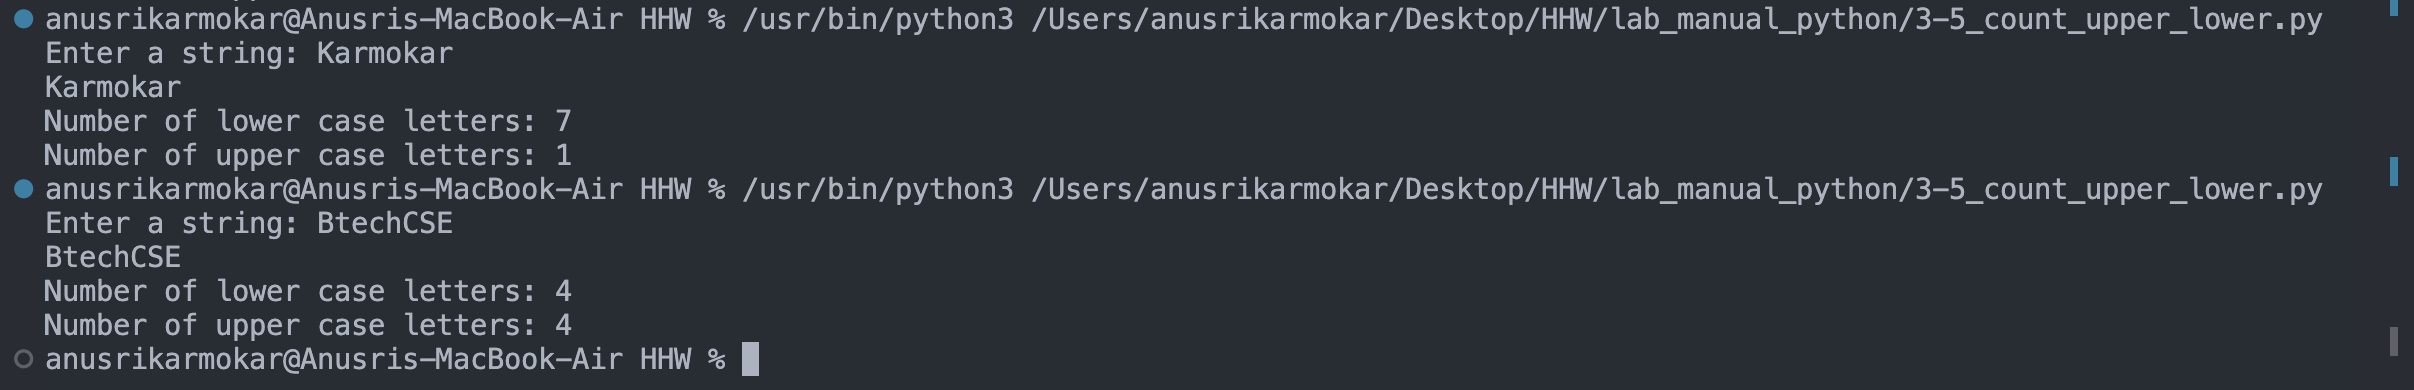 anusrikarmokar@Anusris-MacBook-Air HHW % /usr/bin/python3 /Users/anusrikarmokar/Desktop/HHW/lab_manual_python/3-5_count_upper_lower.py
Enter a string: Karmokar
Karmokar
Number of lower case letters: 7
Number of upper case letters: 1
anusrikarmokar@Anusris-MacBook-Air HHW % /usr/bin/python3 /Users/anusrikarmokar/Desktop/HHW/lab_manual_python/3-5_count_upper_lower.py
Enter a string: BtechCSE
BtechCSE
Number of lower case letters: 4
Number of upper case letters: 4
anusrikarmokar@Anusris-MacBook-Air HHW %